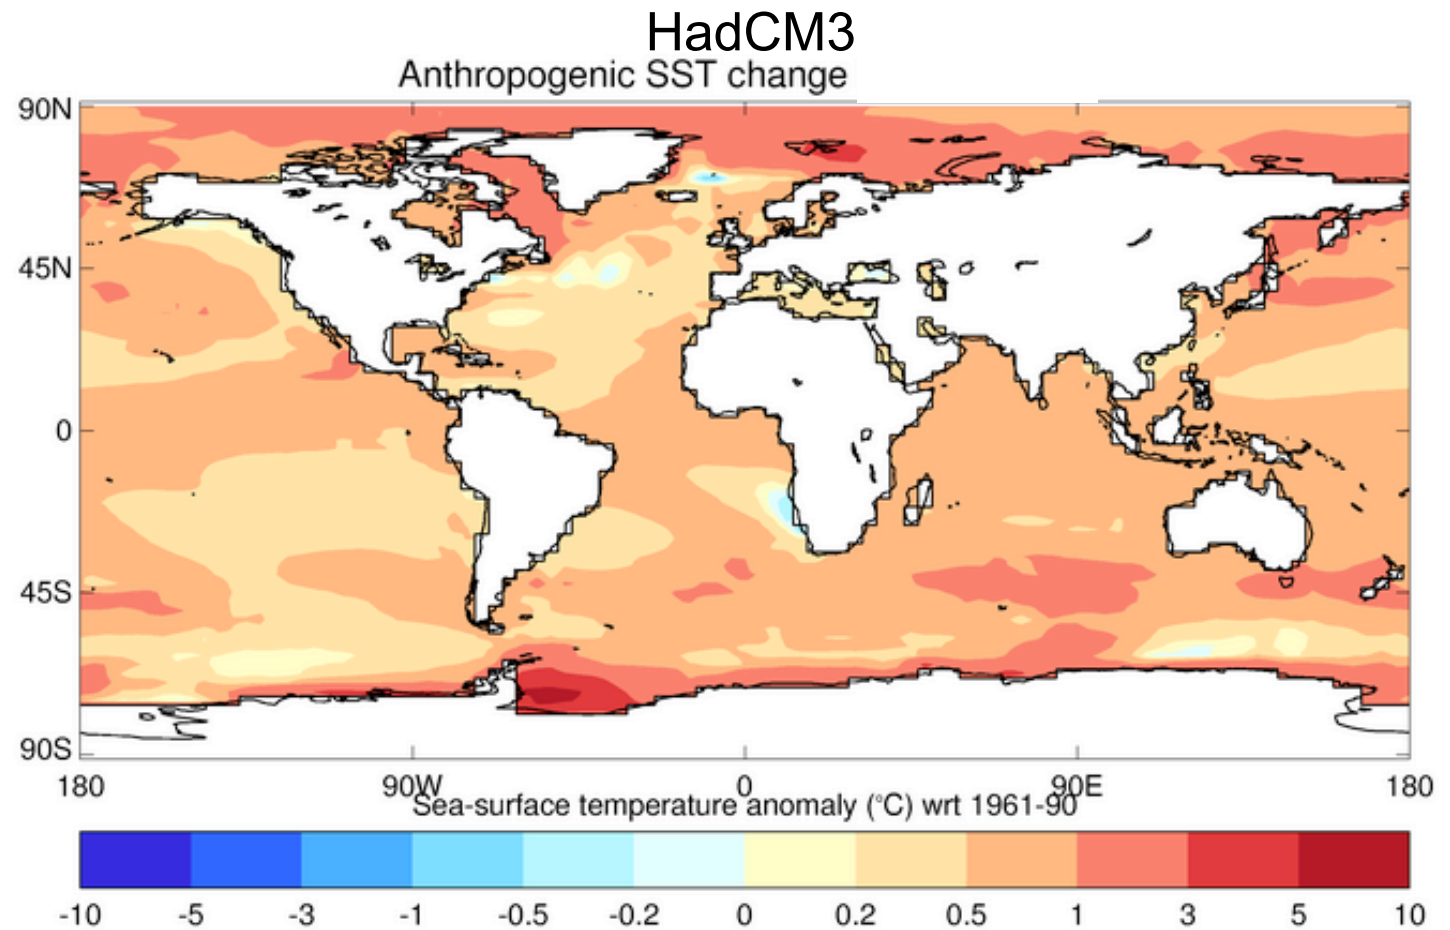 HadCM3
Anthropogenic SST change
90N
45N
0
45S
90S
180 90W 0 90E 180
Sea-surface temperature anomaly (°C) wrt 1961-90
-10 -5 -3 -1 -0.5 -0.2 0 0.2 0.5 1 3 5 10